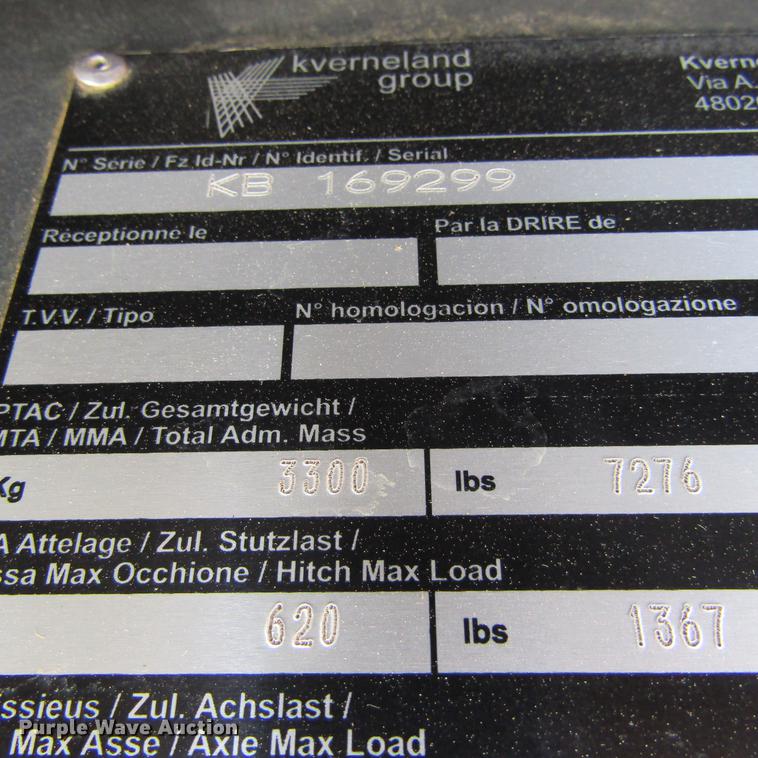 kverneland
group
Kverne
Via A.
4802
N° Série / Fz Id-Nr / N° Identif. / Serial
KB 169299
Réceptionné le
Par la DRIRE de
T.V.V. / Tipo
N° homologacion / N° omologazione
PTAC / Zul. Gesamtgewicht /
MTA / MMA / Total Adm. Mass
Kg 3300 lbs 7276
A Attelage / Zul. Stutzlast /
ssa Max Occhione / Hitch Max Load
620 lbs 1367
ssieus / Zul. Achslast /
Purple Wave Auction
Max Asse / Axle Max Load